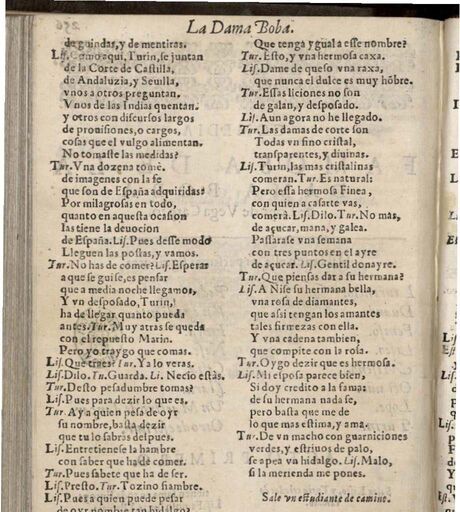 La Dama Boba.
de guindas, y de mentiras.
Lis. Como aqui, Turin, se juntan
de la Corte de Castilla,
de Andaluzia, y Seuilla,
vnos a otros preguntan.
Vnos de las Indias quentan,
y otros con discursos largos
de prouisiones, o cargos,
cosas que el vulgo alimentan.
No tomaste las medidas?
Tur. Vna dozena tomè.
de imagenes con la fè
que son de España adquiridas?
Por milagrosas en todo,
quanto en aquesta ocasion
las tiene la deuocion
de España. Lis. Pues desse modo
Lleguen las postas, y vamos.
Tur. No has de comer? Lis. Esperar
a que se guise, es pensar
que a media noche llegamos,
Y vn desposado, Turin,
ha de llegar quanto pueda
antes. Tur. Muy atras se queda
con el repuesto Marin.
Pero yo traygo que comas.
Lis. Que traes? Tur. Ya lo veràs.
Lis. Dilo. Tu. Guarda. Li. Necio estàs.
Tur. Desto pesadumbre tomas?
Lis. Pues para dezir lo que es,
Tur. Ay a quien pesa de oyr
su nombre, basta dezir
que tu lo sabràs despues.
Lis. Entretienese la hambre
con saber que ha de comer.
Tur. Pues sabete que ha de ser.
Lis. Presto. Tur. Tozino fiambre.
Lis. Pues a quien puede pesar
de oyr nombre tan hidalgo?
Que tenga ygual a esse nombre?
Tur. Esto, y vna hermosa caxa.
Lis. Dame de queso vna raxa,
que nunca el dulce es muy hõbre.
Tur. Essas liciones no son
de galan, y desposado.
Lis. Aun agora no he llegado.
Tur. Las damas de corte son
Todas vn fino cristal,
transparentes, y diuinas.
Lis. Turin, las mas cristalinas
comeran. Tur. Es natural:
Pero essa hermosa Finea,
con quien a casarte vas,
comerà. Lis. Dilo. Tur. No mas,
de açucar, mana, y galea.
Passarase vna semana
con tres puntos en el ayre
de açucar. Lis. Gentil donayre.
Tur. Que piensas dar a su hermana?
Lis. A Nise su hermana bella,
vna rosa de diamantes,
que assi tengan los amantes
tales firmezas con ella.
Y vna cadena tambien,
que compite con la rosa.
Tur. Oygo dezir que es hermosa.
Lis. Mi esposa parece bien,
Si doy credito a la fama:
de su hermana nada se,
pero basta que me dè
lo que mas estima, y ama.
Tur. De vn macho con guarniciones
verdes, y estriuos de palo,
se apea vn hidalgo. Lis. Malo,
si la merienda me pones.
Sale vn estudiante de camino.